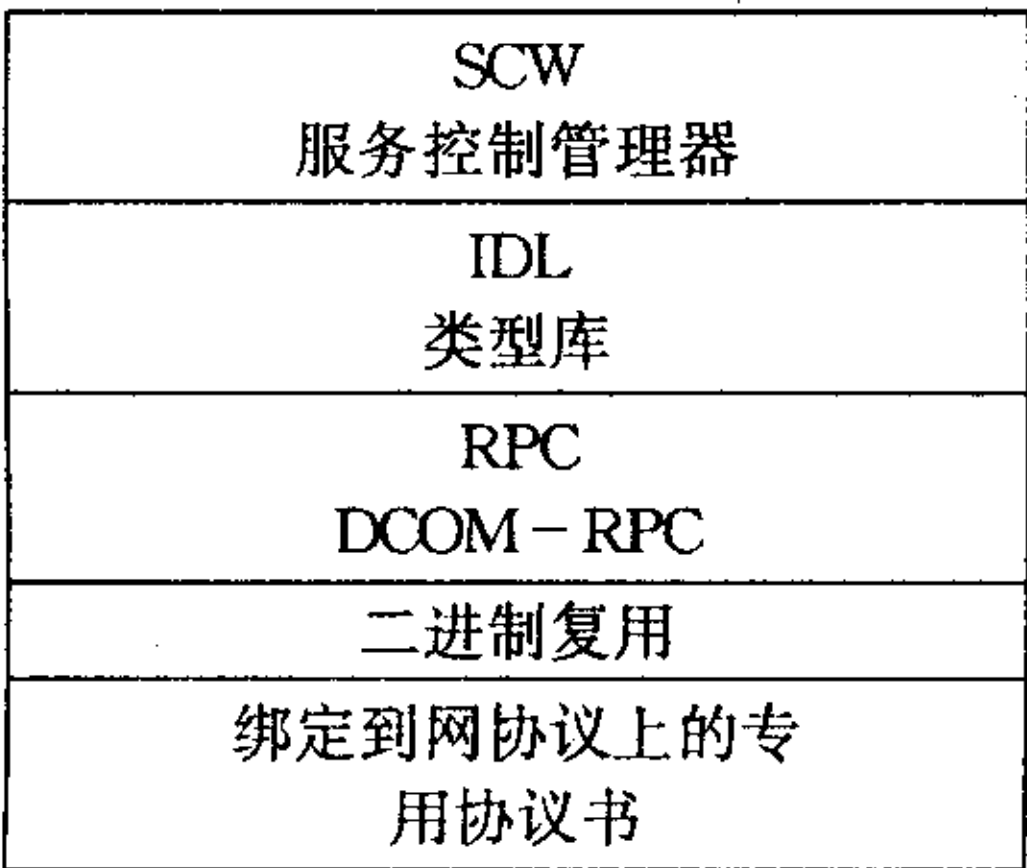 SCW
服务控制管理器
IDL
类型库
RPC
DCOM－RPC
二进制复用
绑定到网协议上的专
用协议书